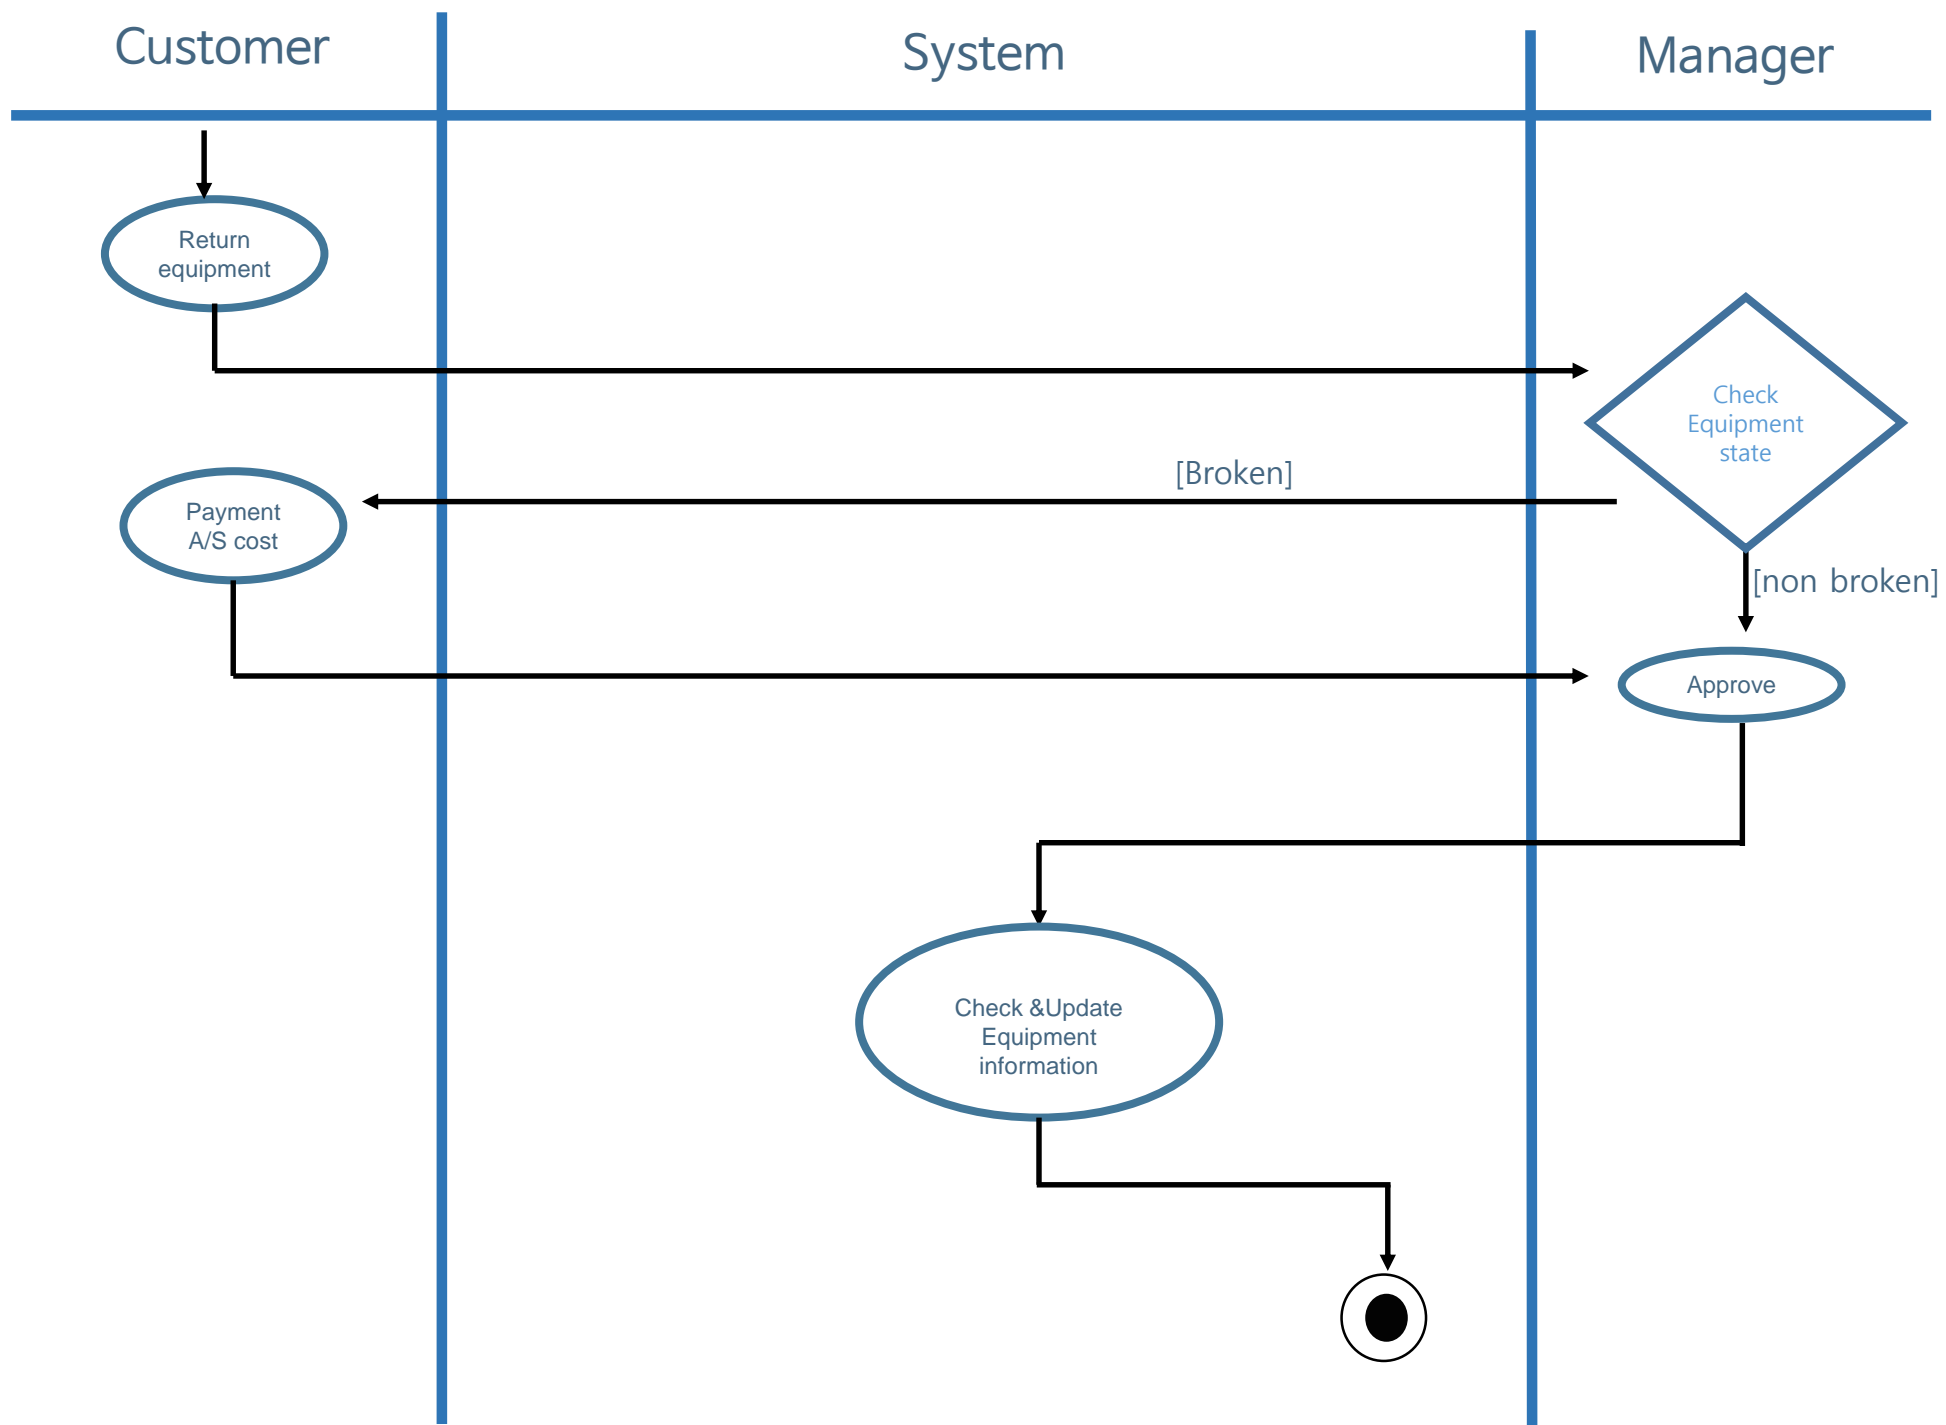 Customer
System
Manager
Return
equipment
Check
Equipment
state
[Broken]
Payment
A/S cost
[non broken]
Approve
Check &Update
Equipment
information